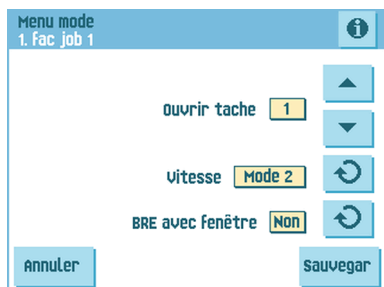 Menu mode
1. Fac job 1
Ouvrir tache 1
Vitesse Mode 2
BRE avec fenêtre Non
Annuler
Sauvegar